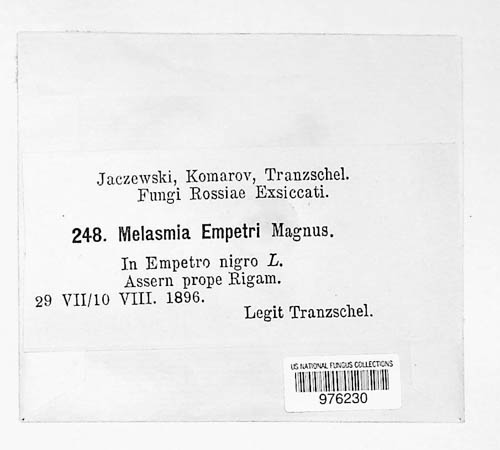 Jaczewski, Komarov, Tranzschel.
Fungi Rossiae Exsiccati.
248. Melasmia Empetri Magnus.
In Empetro nigro L.
Assern prope Rigam.
29 VII/10 VIII. 1896.
Legit Tranzschel.
US NATIONAL FUNGUS COLLECTIONS
976230